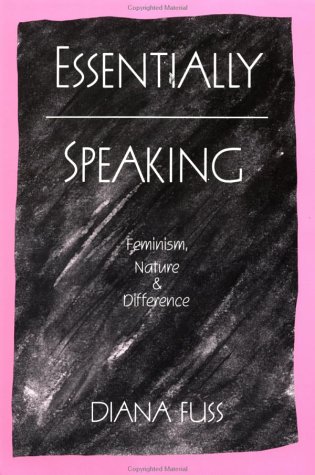 ESSENTIALLY
SPEAKING
Feminism,
Nature
&
Difference
DIANA FUSS